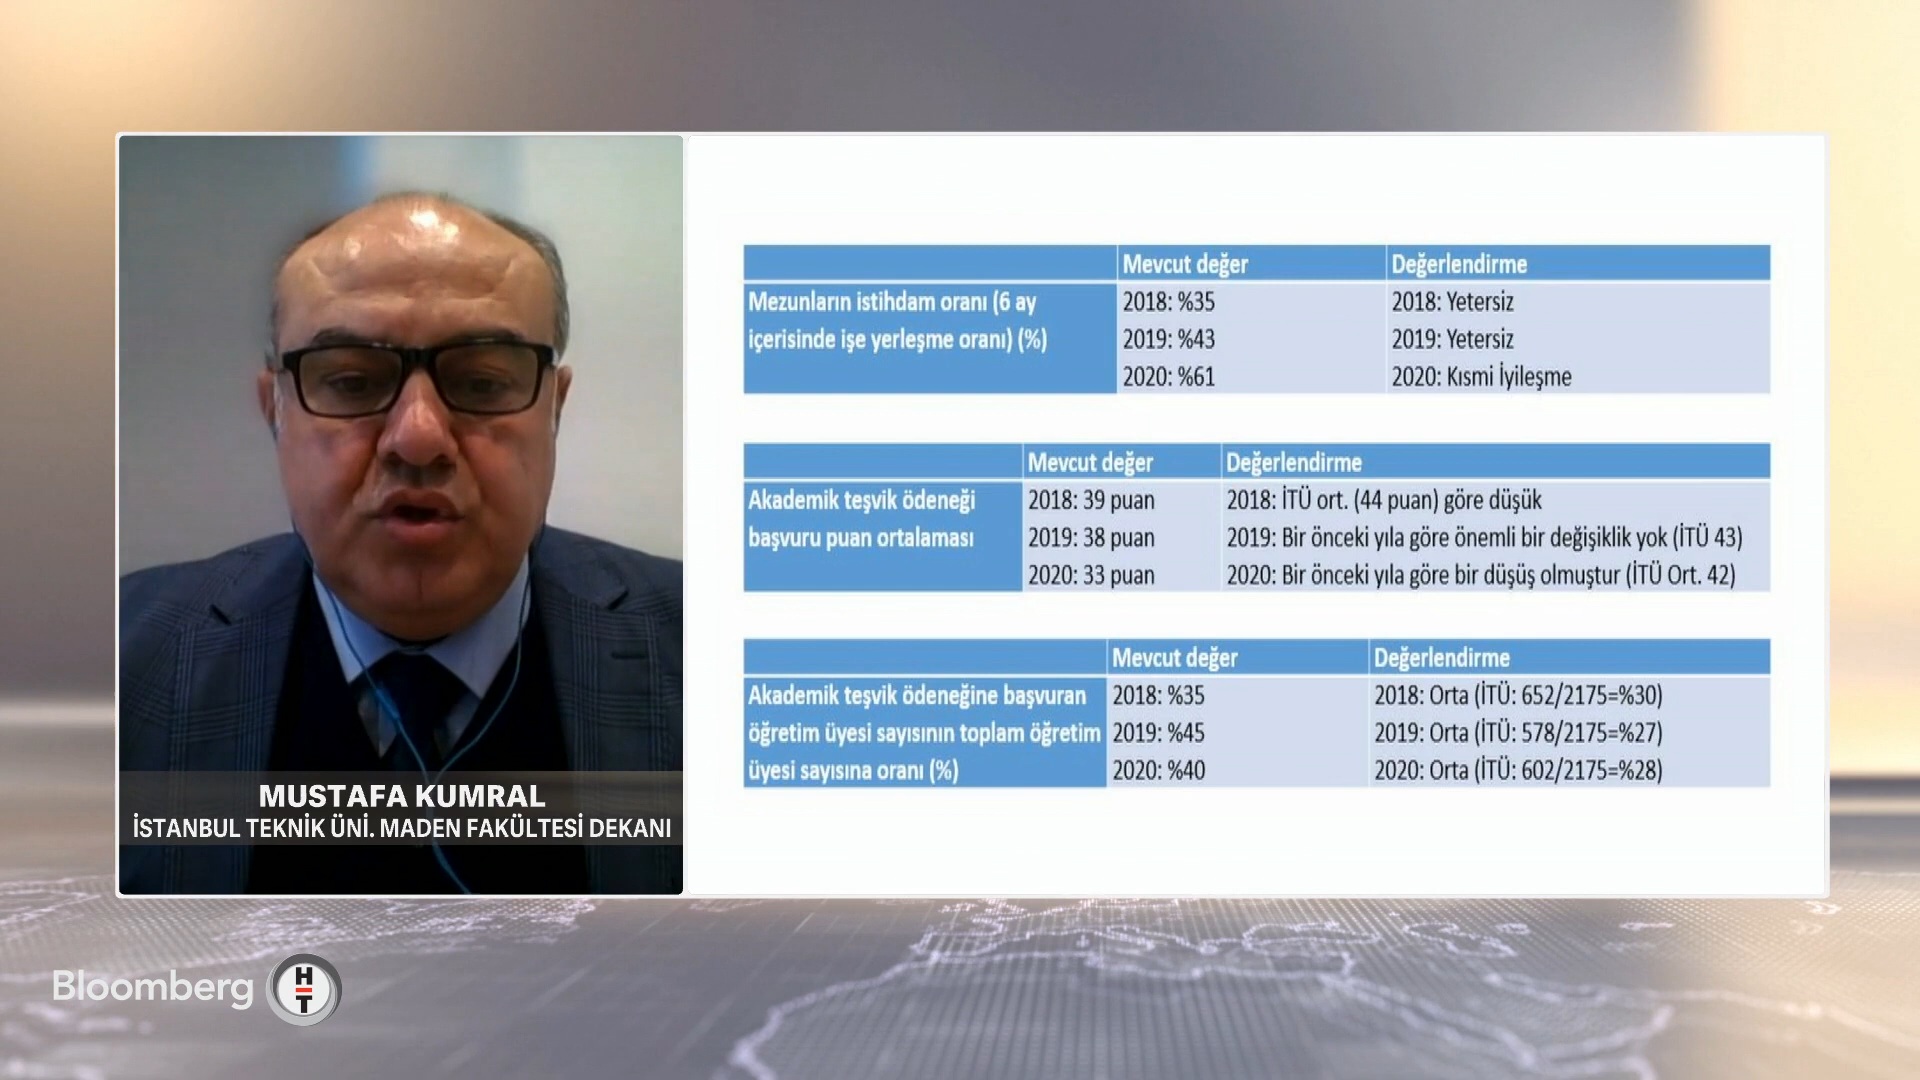 Mevcut değer Değerlendirme
Mezunların istihdam oranı (6 ay
içerisinde işe yerleşme oranı) (%)
2018: %35
2019: %43
2020: %61
2018: Yetersiz
2019: Yetersiz
2020: Kısmi İyileşme
Mevcut değer Değerlendirme
Akademik teşvik ödeneği
başvuru puan ortalaması
2018: 39 puan
2019: 38 puan
2020: 33 puan
2018: İTÜ ort. (44 puan) göre düşük
2019: Bir önceki yıla göre önemli bir değişiklik yok (İTÜ 43)
2020: Bir önceki yıla göre bir düşüş olmuştur (İTÜ Ort. 42)
Mevcut değer Değerlendirme
Akademik teşvik ödeneğine başvuran
öğretim üyesi sayısının toplam öğretim
üyesi sayısına oranı (%)
2018: %35
2019: %45
2020: %40
2018: Orta (İTÜ: 652/2175=%30)
2019: Orta (İTÜ: 578/2175=%27)
2020: Orta (İTÜ: 602/2175=%28)
MUSTAFA KUMRAL
İSTANBUL TEKNİK ÜNİ. MADEN FAKÜLTESİ DEKANI
Bloomberg HT